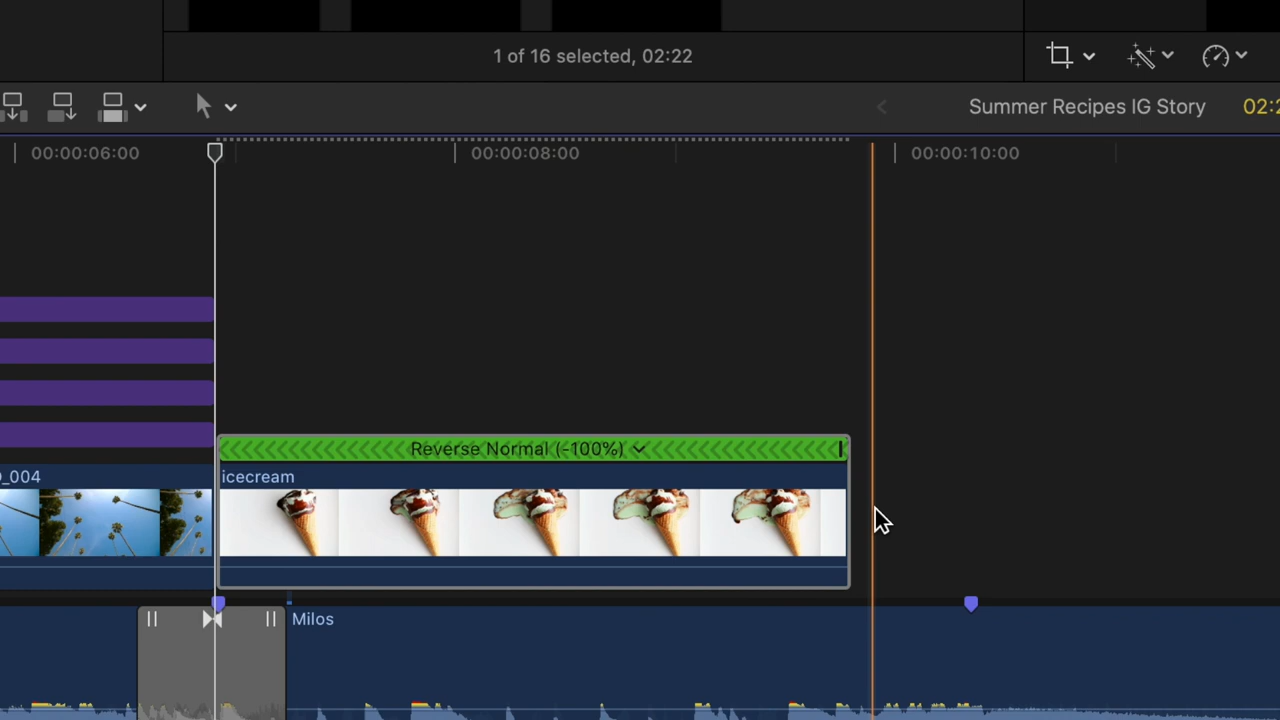 1 of 16 selected, 02:22
Summer Recipes IG Story
00:00:06:00
00:00:08:00
00:00:10:00
Reverse Normal (-100%)
_004
icecream
Milos